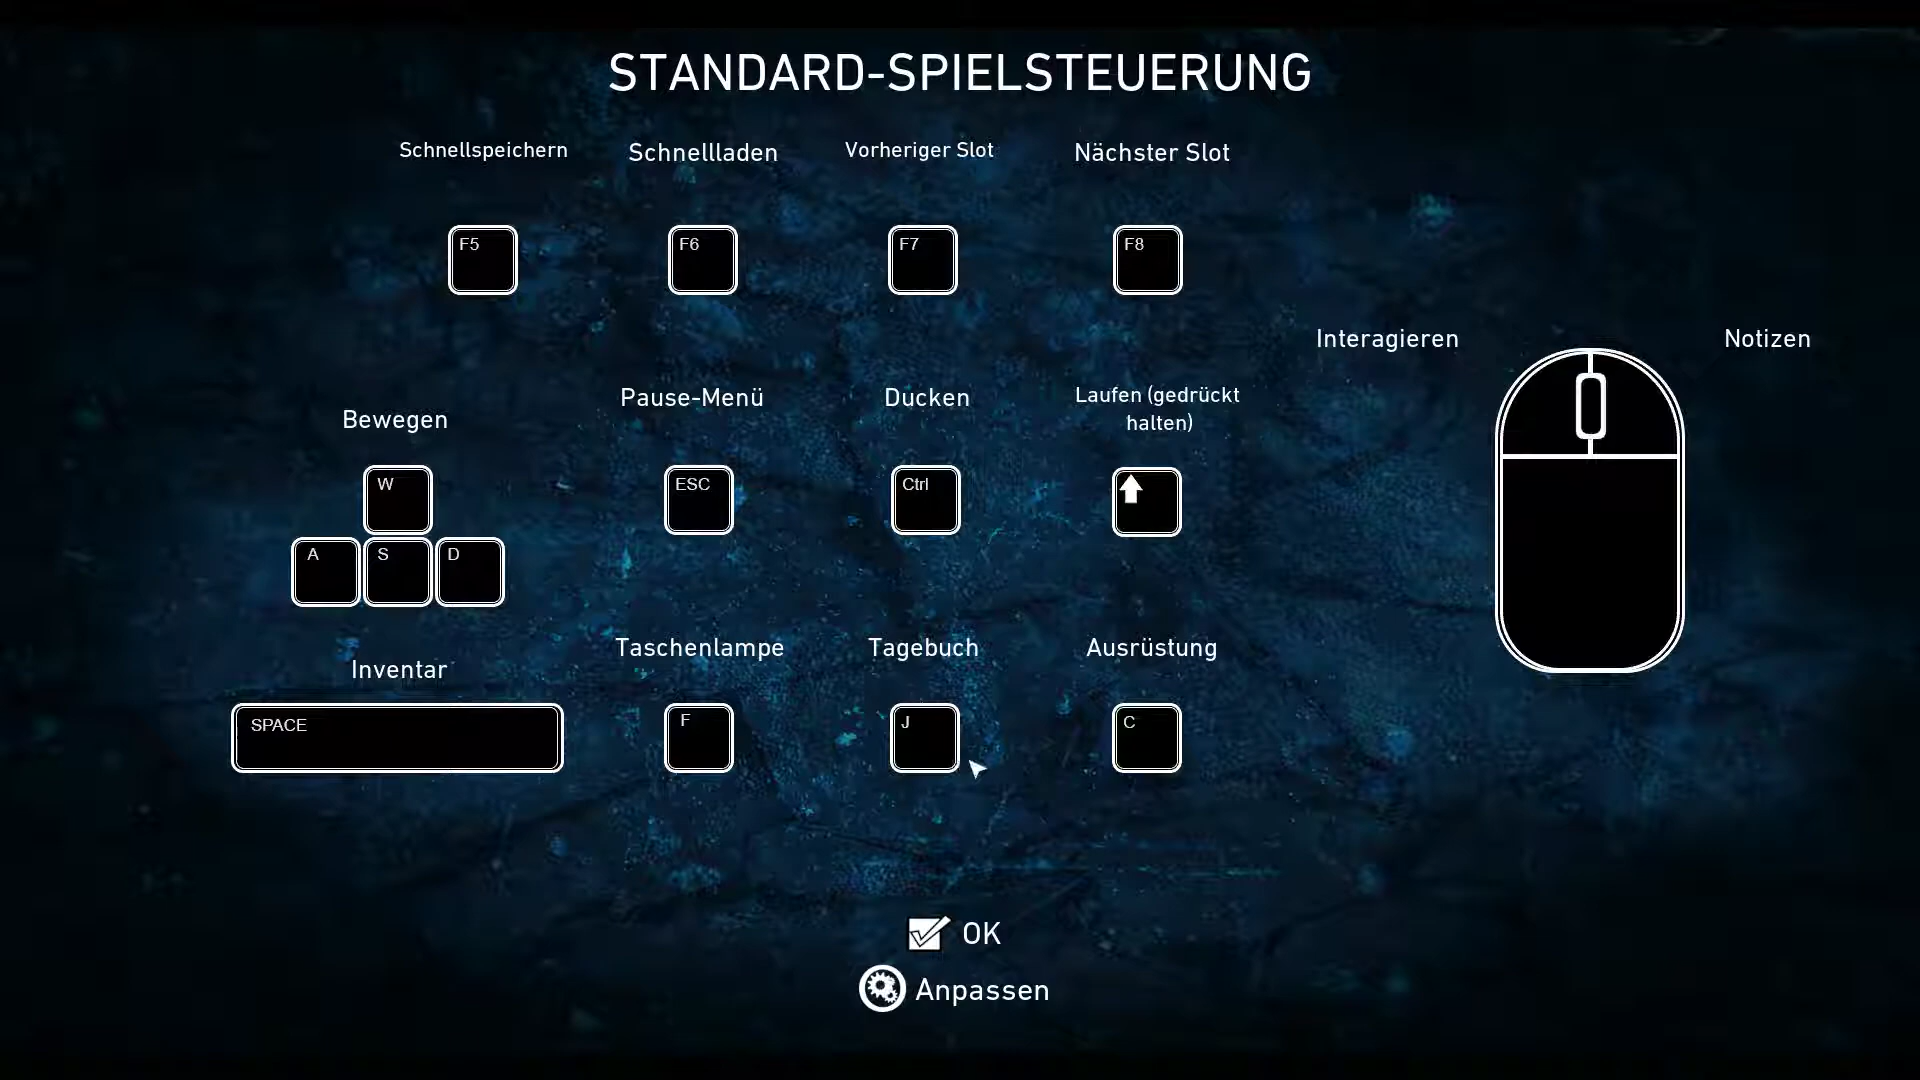 STANDARD-SPIELSTEUERUNG
Schnellspeichern
Schnellladen
Vorheriger Slot
Nächster Slot
F5
F6
F7
F8
Interagieren
Notizen
Bewegen
Pause-Menü
Ducken
Laufen (gedrückt
halten)
W
ESC
Ctrl
A
S
D
Inventar
Taschenlampe
Tagebuch
Ausrüstung
SPACE
F
J
C
OK
Anpassen